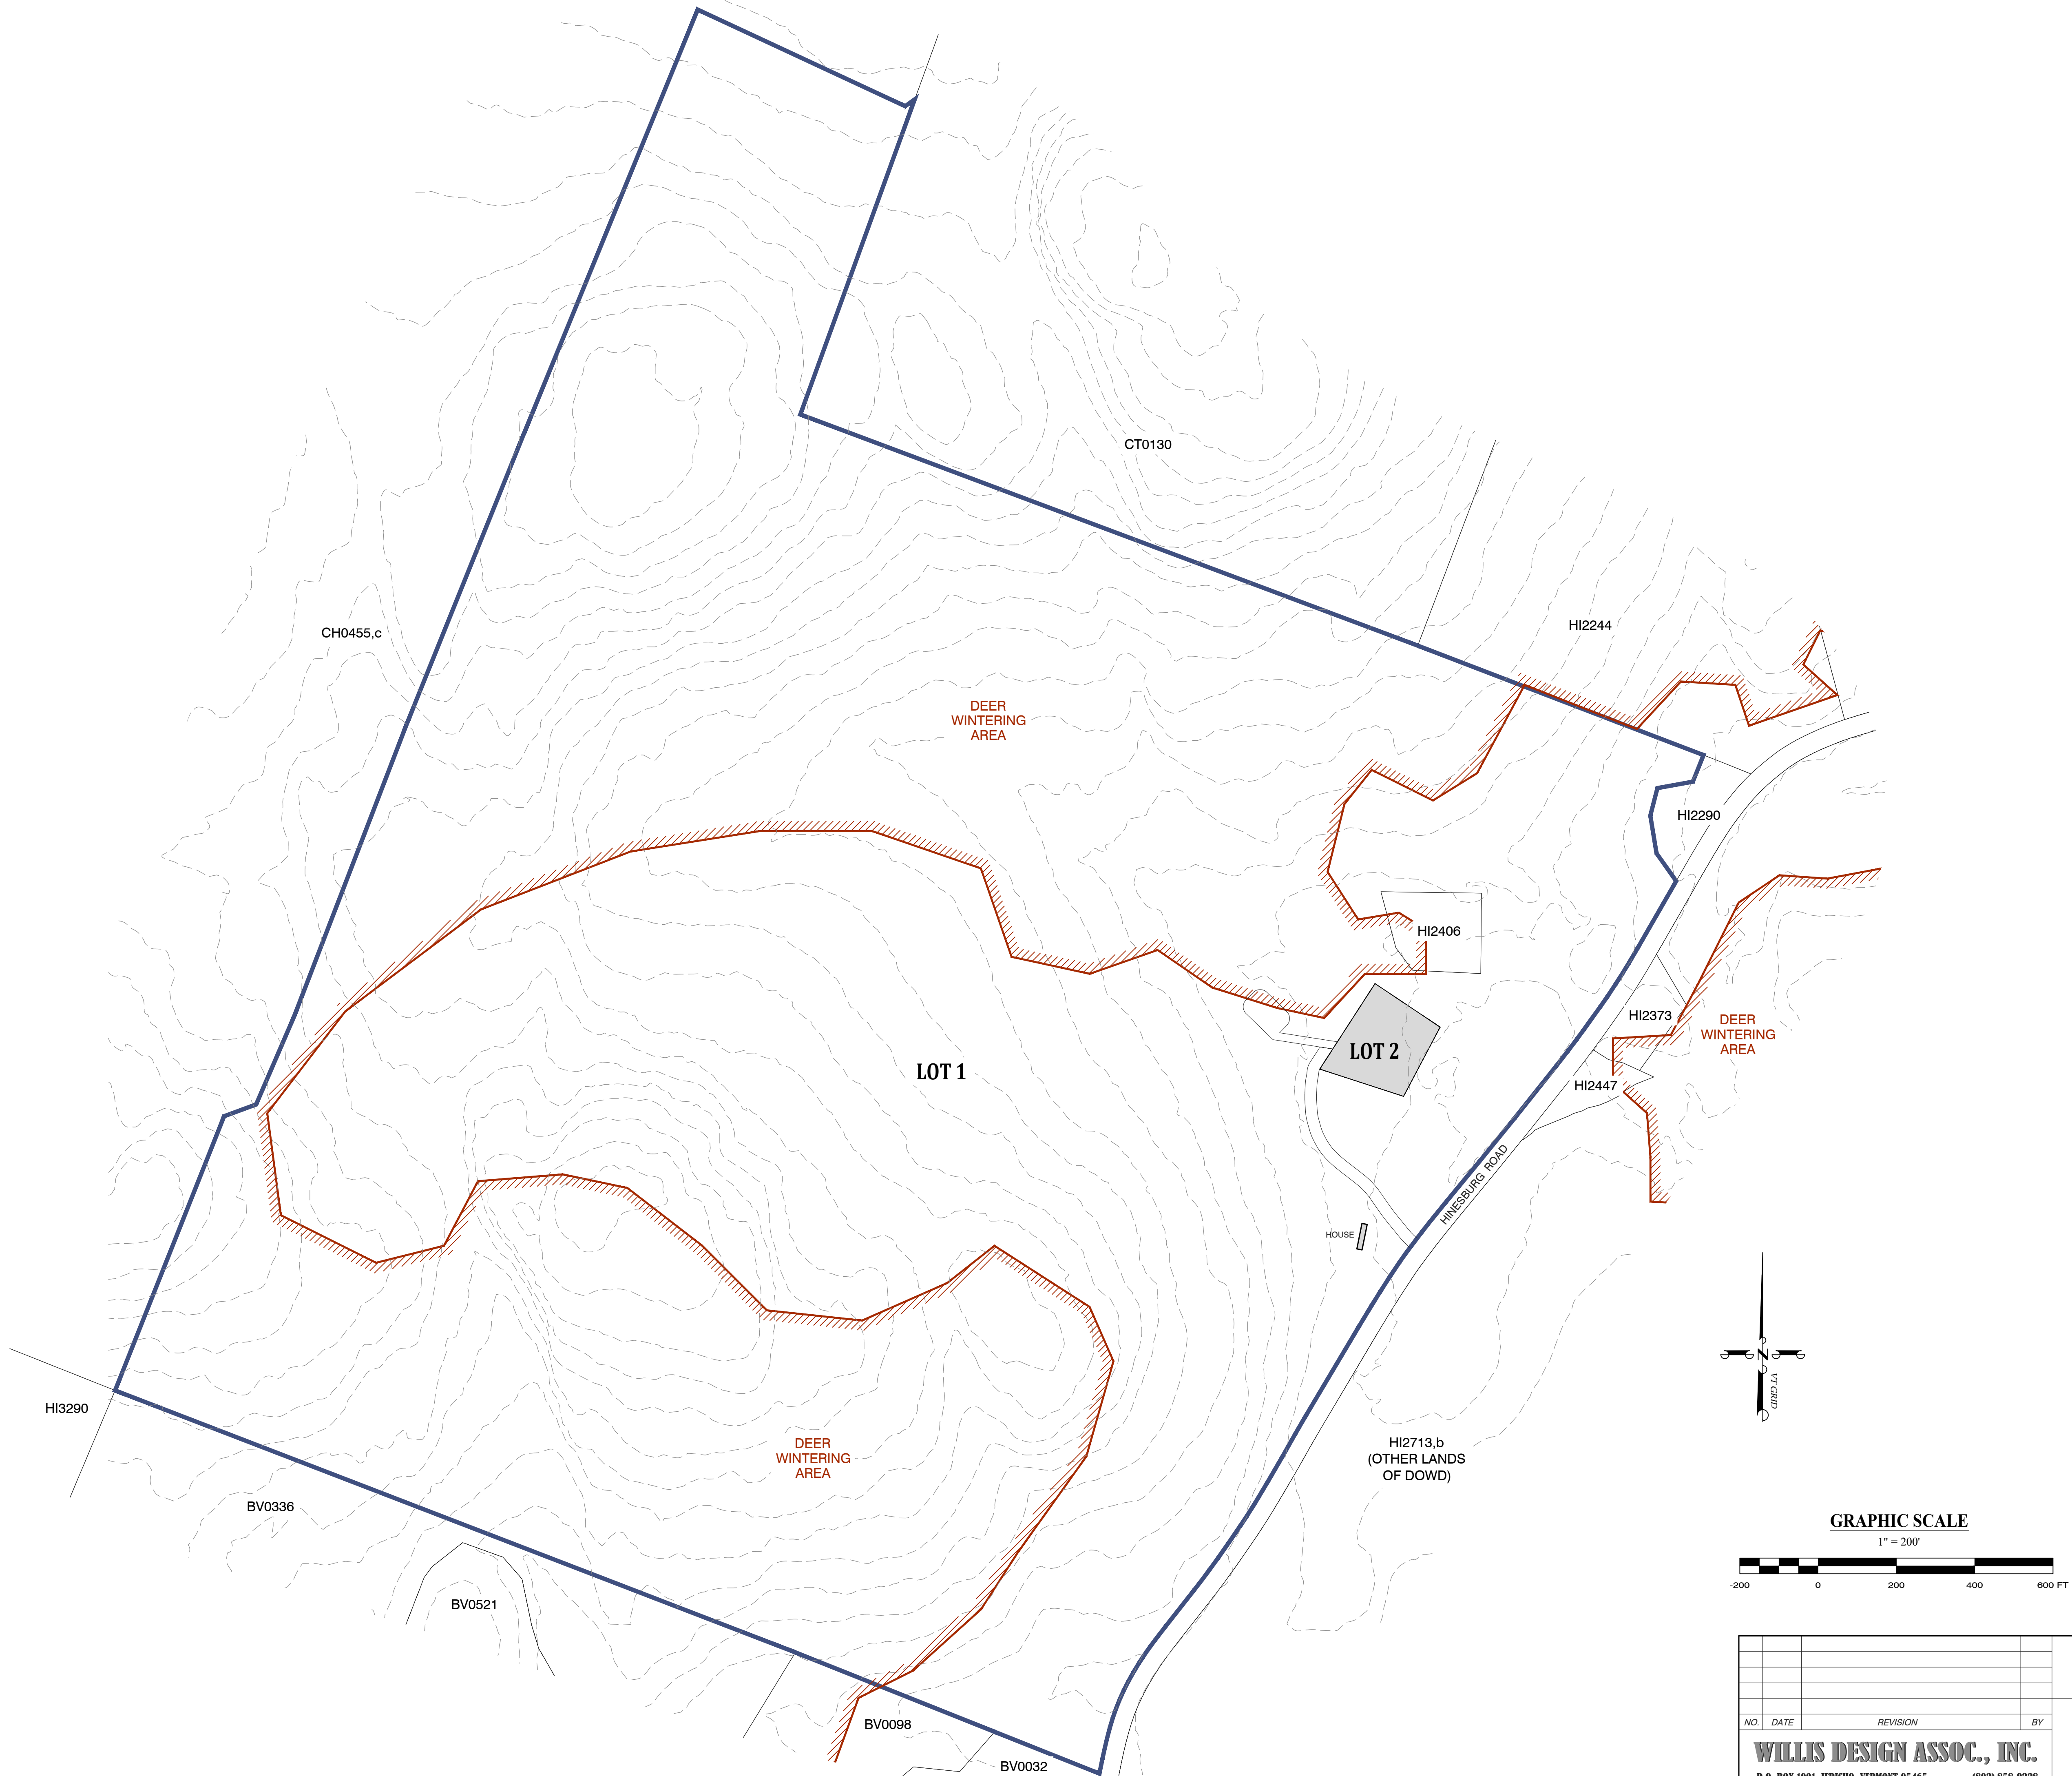 CT0130
HI2244
CH0455,c
DEER
WINTERING
AREA
HI2290
HI2406
HI2373
DEER
WINTERING
AREA
LOT 2
LOT 1
HI2447
HINESBURG ROAD
HOUSE
N
VT GRID
HI3290
DEER
WINTERING
AREA
HI2713,b
(OTHER LANDS
OF DOWD)
BV0336
BV0521
BV0098
BV0032
GRAPHIC SCALE
1" = 200'
-200 0 200 400 600 FT
NO. DATE REVISION BY
WILLIS DESIGN ASSOC., INC.